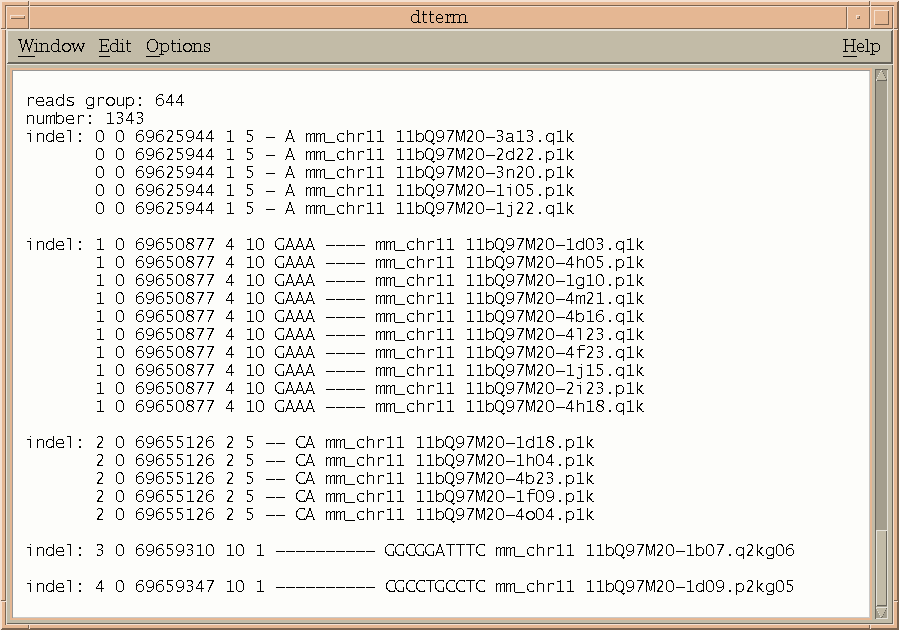 dtterm
Window Edit Options Help
reads group: 644
number: 1343
indel: 0 0 69625944 1 5 - A mm_chr11 11bQ97M20-3a13.q1k
0 0 69625944 1 5 - A mm_chr11 11bQ97M20-2d22.p1k
0 0 69625944 1 5 - A mm_chr11 11bQ97M20-3n20.p1k
0 0 69625944 1 5 - A mm_chr11 11bQ97M20-1i05.p1k
0 0 69625944 1 5 - A mm_chr11 11bQ97M20-1j22.q1k
indel: 1 0 69650877 4 10 GAAA ---- mm_chr11 11bQ97M20-1d03.q1k
1 0 69650877 4 10 GAAA ---- mm_chr11 11bQ97M20-4h05.p1k
1 0 69650877 4 10 GAAA ---- mm_chr11 11bQ97M20-1g10.p1k
1 0 69650877 4 10 GAAA ---- mm_chr11 11bQ97M20-4m21.q1k
1 0 69650877 4 10 GAAA ---- mm_chr11 11bQ97M20-4b16.q1k
1 0 69650877 4 10 GAAA ---- mm_chr11 11bQ97M20-4l23.q1k
1 0 69650877 4 10 GAAA ---- mm_chr11 11bQ97M20-4f23.q1k
1 0 69650877 4 10 GAAA ---- mm_chr11 11bQ97M20-1j15.q1k
1 0 69650877 4 10 GAAA ---- mm_chr11 11bQ97M20-2i23.p1k
1 0 69650877 4 10 GAAA ---- mm_chr11 11bQ97M20-4h18.q1k
indel: 2 0 69655126 2 5 -- CA mm_chr11 11bQ97M20-1d18.p1k
2 0 69655126 2 5 -- CA mm_chr11 11bQ97M20-1h04.p1k
2 0 69655126 2 5 -- CA mm_chr11 11bQ97M20-4b23.p1k
2 0 69655126 2 5 -- CA mm_chr11 11bQ97M20-1f09.p1k
2 0 69655126 2 5 -- CA mm_chr11 11bQ97M20-4o04.p1k
indel: 3 0 69659310 10 1 ---------- GGCGGATTTC mm_chr11 11bQ97M20-1b07.q2kg06
indel: 4 0 69659347 10 1 ---------- CGCCTGCCTC mm_chr11 11bQ97M20-1d09.p2kg05